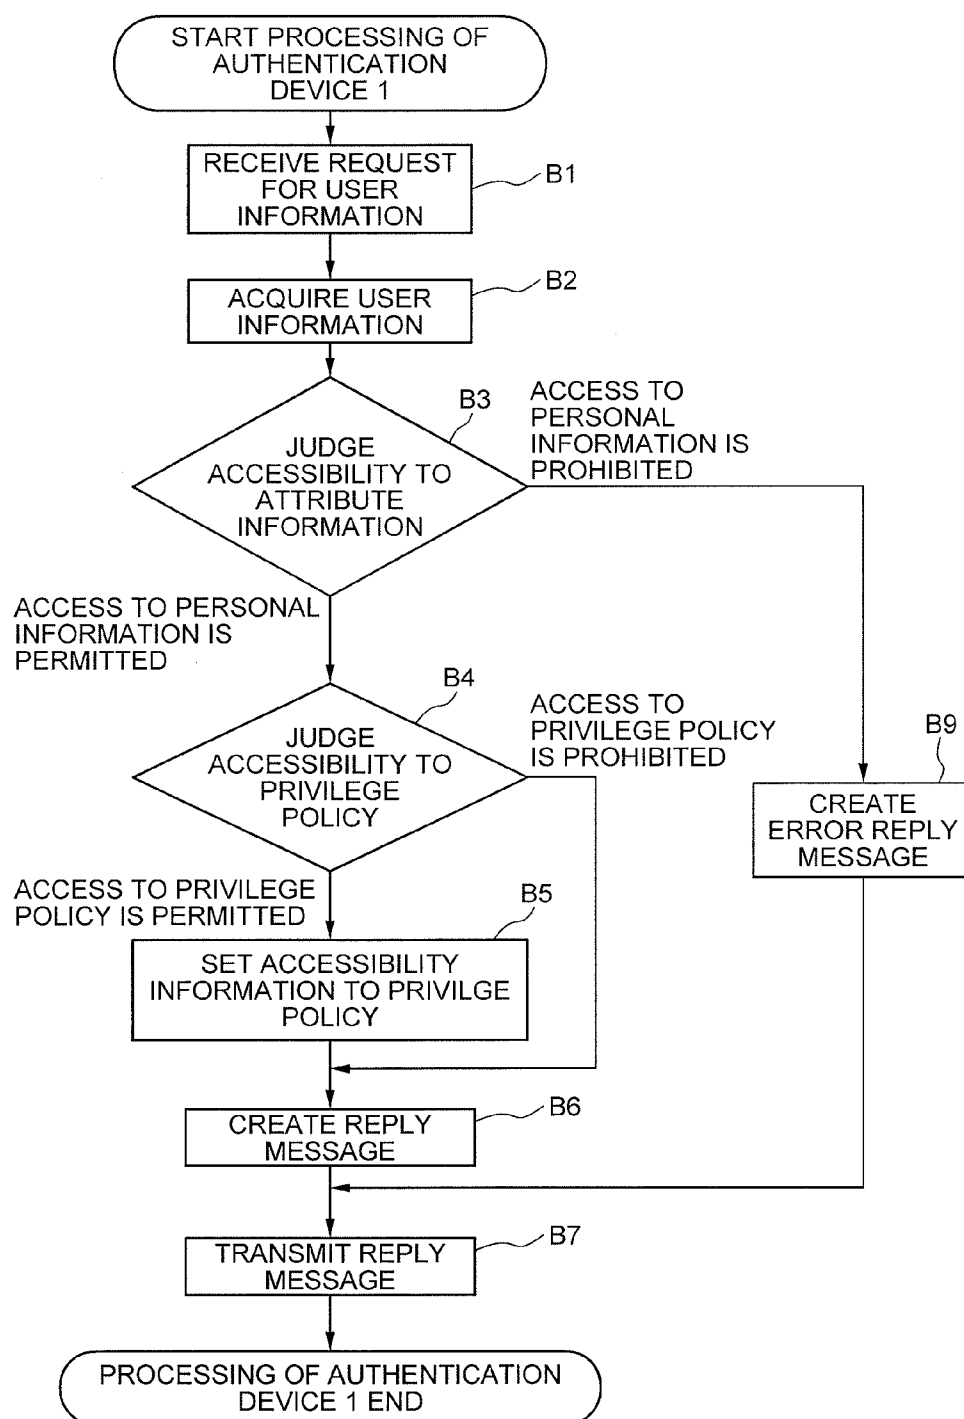 START PROCESSING OF
AUTHENTICATION
DEVICE 1
RECEIVE REQUEST
FOR USER
INFORMATION
B1
ACQUIRE USER
INFORMATION
B2
JUDGE
ACCESSIBILITY TO
ATTRIBUTE
INFORMATION
B3
ACCESS TO
PERSONAL
INFORMATION IS
PROHIBITED
ACCESS TO PERSONAL
INFORMATION IS
PERMITTED
JUDGE
ACCESSIBILITY TO
PRIVILEGE
POLICY
B4
ACCESS TO
PRIVILEGE POLICY
IS PROHIBITED
B9
CREATE
ERROR REPLY
MESSAGE
ACCESS TO PRIVILEGE
POLICY IS PERMITTED
B5
SET ACCESSIBILITY
INFORMATION TO PRIVILGE
POLICY
CREATE REPLY
MESSAGE
B6
TRANSMIT REPLY
MESSAGE
B7
PROCESSING OF AUTHENTICATION
DEVICE 1 END